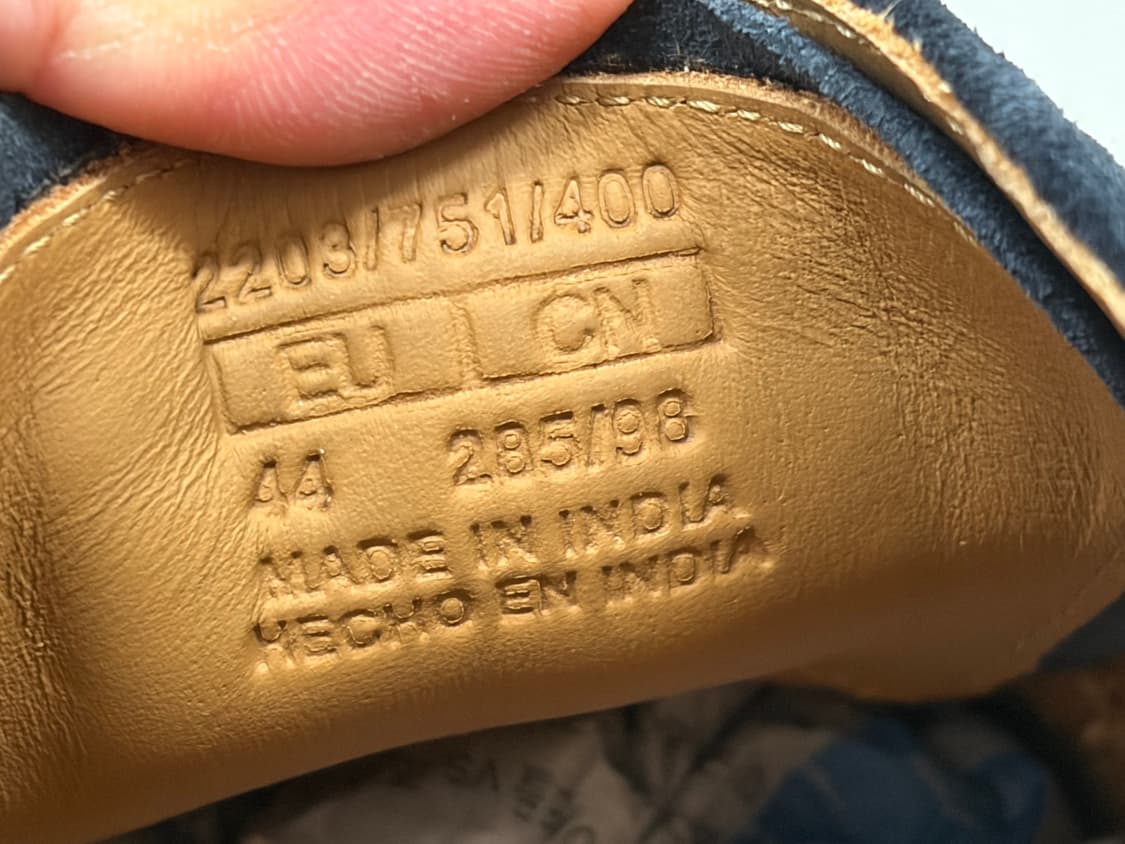 2203/751/400
EU CN
44 285/98
MADE IN INDIA
HECHO EN INDIA